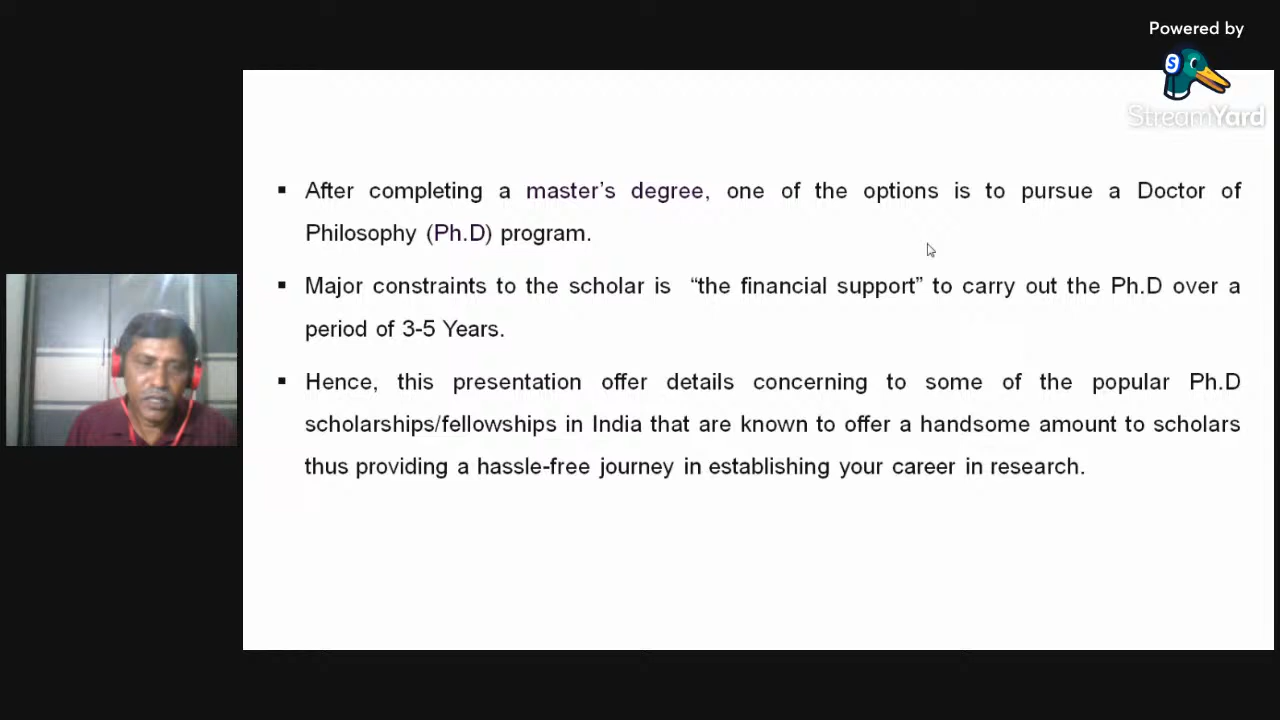 Powered by
StreamYard
▪ After completing a master’s degree, one of the options is to pursue a Doctor of
Philosophy (Ph.D) program.
▪ Major constraints to the scholar is “the financial support” to carry out the Ph.D over a
period of 3-5 Years.
▪ Hence, this presentation offer details concerning to some of the popular Ph.D
scholarships/fellowships in India that are known to offer a handsome amount to scholars
thus providing a hassle-free journey in establishing your career in research.